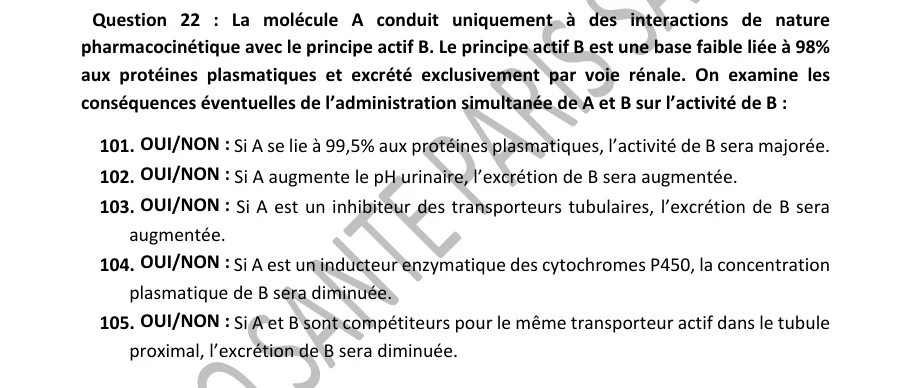 Question 22 : La molécule A conduit uniquement à des interactions de nature
pharmacocinétique avec le principe actif B. Le principe actif B est une base faible liée à 98%
aux protéines plasmatiques et excrété exclusivement par voie rénale. On examine les
conséquences éventuelles de l'administration simultanée de A et B sur l'activité de B :
101. OUI/NON : Si A se lie à 99,5% aux protéines plasmatiques, l'activité de B sera majorée.
102. OUI/NON : Si A augmente le pH urinaire, l'excrétion de B sera augmentée.
103. OUI/NON : Si A est un inhibiteur des transporteurs tubulaires, l'excrétion de B sera
augmentée.
104. OUI/NON : Si A est un inducteur enzymatique des cytochromes P450, la concentration
plasmatique de B sera diminuée.
105. OUI/NON : Si A et B sont compétiteurs pour le même transporteur actif dans le tubule
proximal, l'excrétion de B sera diminuée.
SANTE PARIS